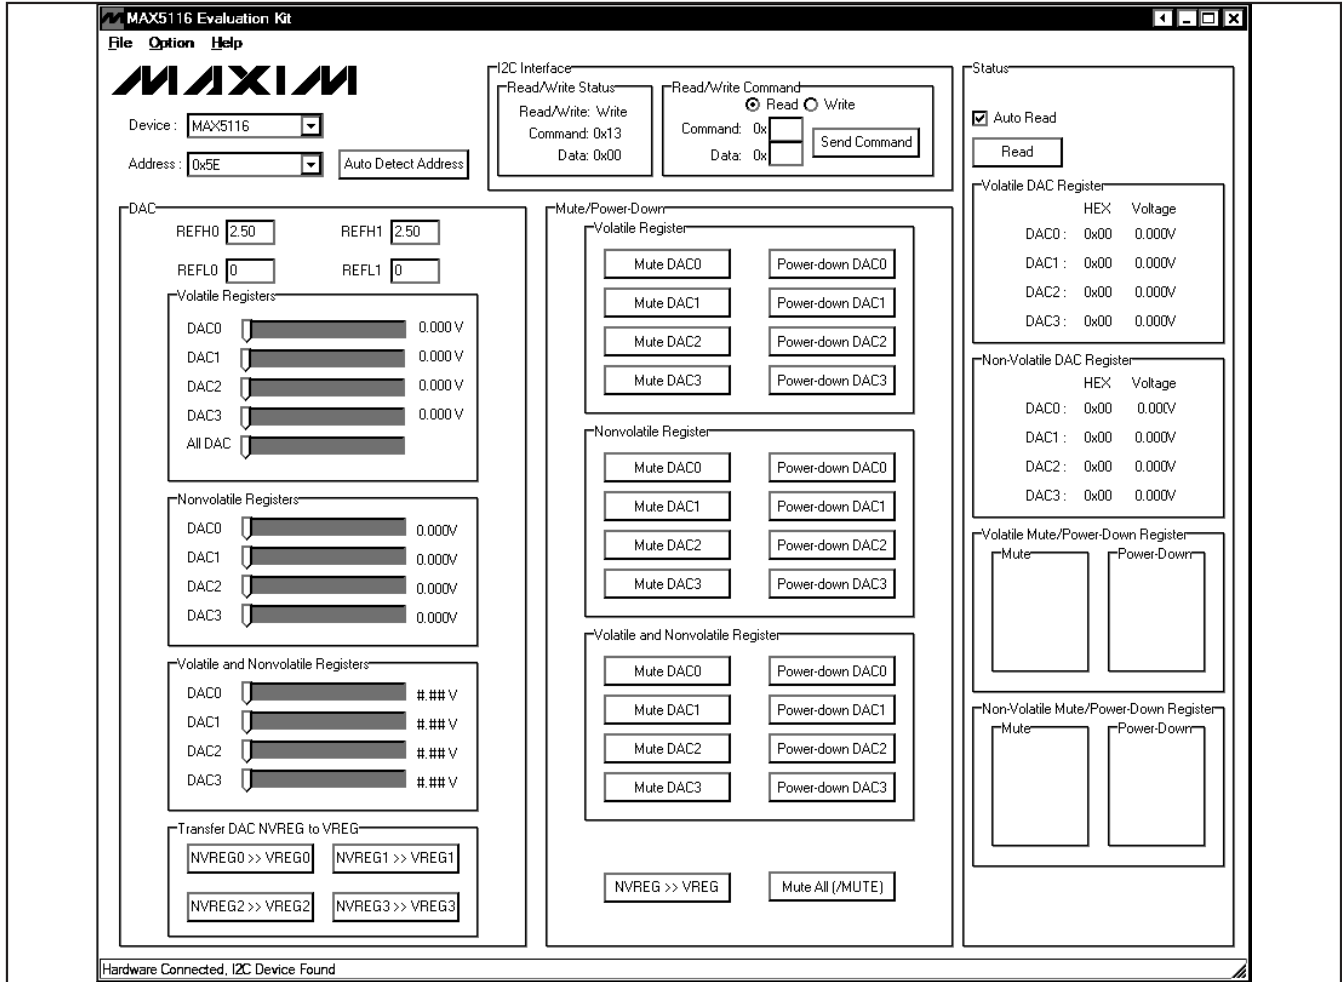 MAX5116 Evaluation Kit
File Option Help
MAXIM
Device : MAX5116
Address : 0x5E
Auto Detect Address
I2C Interface
Read/Write Status
Read/Write: Write
Command: 0x13
Data: 0x00
Read/Write Command
Read Write
Command: 0x
Data: 0x
Send Command
DAC
REFH0 2.50 REFH1 2.50
REFL0 0 REFL1 0
Volatile Registers
DAC0 0.000 V
DAC1 0.000 V
DAC2 0.000 V
DAC3 0.000 V
All DAC
Nonvolatile Registers
DAC0 0.000V
DAC1 0.000V
DAC2 0.000V
DAC3 0.000V
Volatile and Nonvolatile Registers
DAC0 #.## V
DAC1 #.## V
DAC2 #.## V
DAC3 #.## V
Transfer DAC NVREG to VREG
NVREG0 >> VREG0 NVREG1 >> VREG1
NVREG2 >> VREG2 NVREG3 >> VREG3
Mute/Power-Down
Volatile Register
Mute DAC0 Power-down DAC0
Mute DAC1 Power-down DAC1
Mute DAC2 Power-down DAC2
Mute DAC3 Power-down DAC3
Nonvolatile Register
Mute DAC0 Power-down DAC0
Mute DAC1 Power-down DAC1
Mute DAC2 Power-down DAC2
Mute DAC3 Power-down DAC3
Volatile and Nonvolatile Register
Mute DAC0 Power-down DAC0
Mute DAC1 Power-down DAC1
Mute DAC2 Power-down DAC2
Mute DAC3 Power-down DAC3
NVREG >> VREG Mute All (/MUTE)
Status
Auto Read
Read
Volatile DAC Register
HEX Voltage
DAC0 : 0x00 0.000V
DAC1 : 0x00 0.000V
DAC2 : 0x00 0.000V
DAC3 : 0x00 0.000V
Non-Volatile DAC Register
HEX Voltage
DAC0 : 0x00
DAC1 : 0x00 0.000V
DAC2 : 0x00 0.000V
DAC3 : 0x00 0.000V
Volatile Mute/Power-Down Register
Mute Power-Down
Non-Volatile Mute/Power-Down Register
Mute Power-Down
Hardware Connected, I2C Device Found